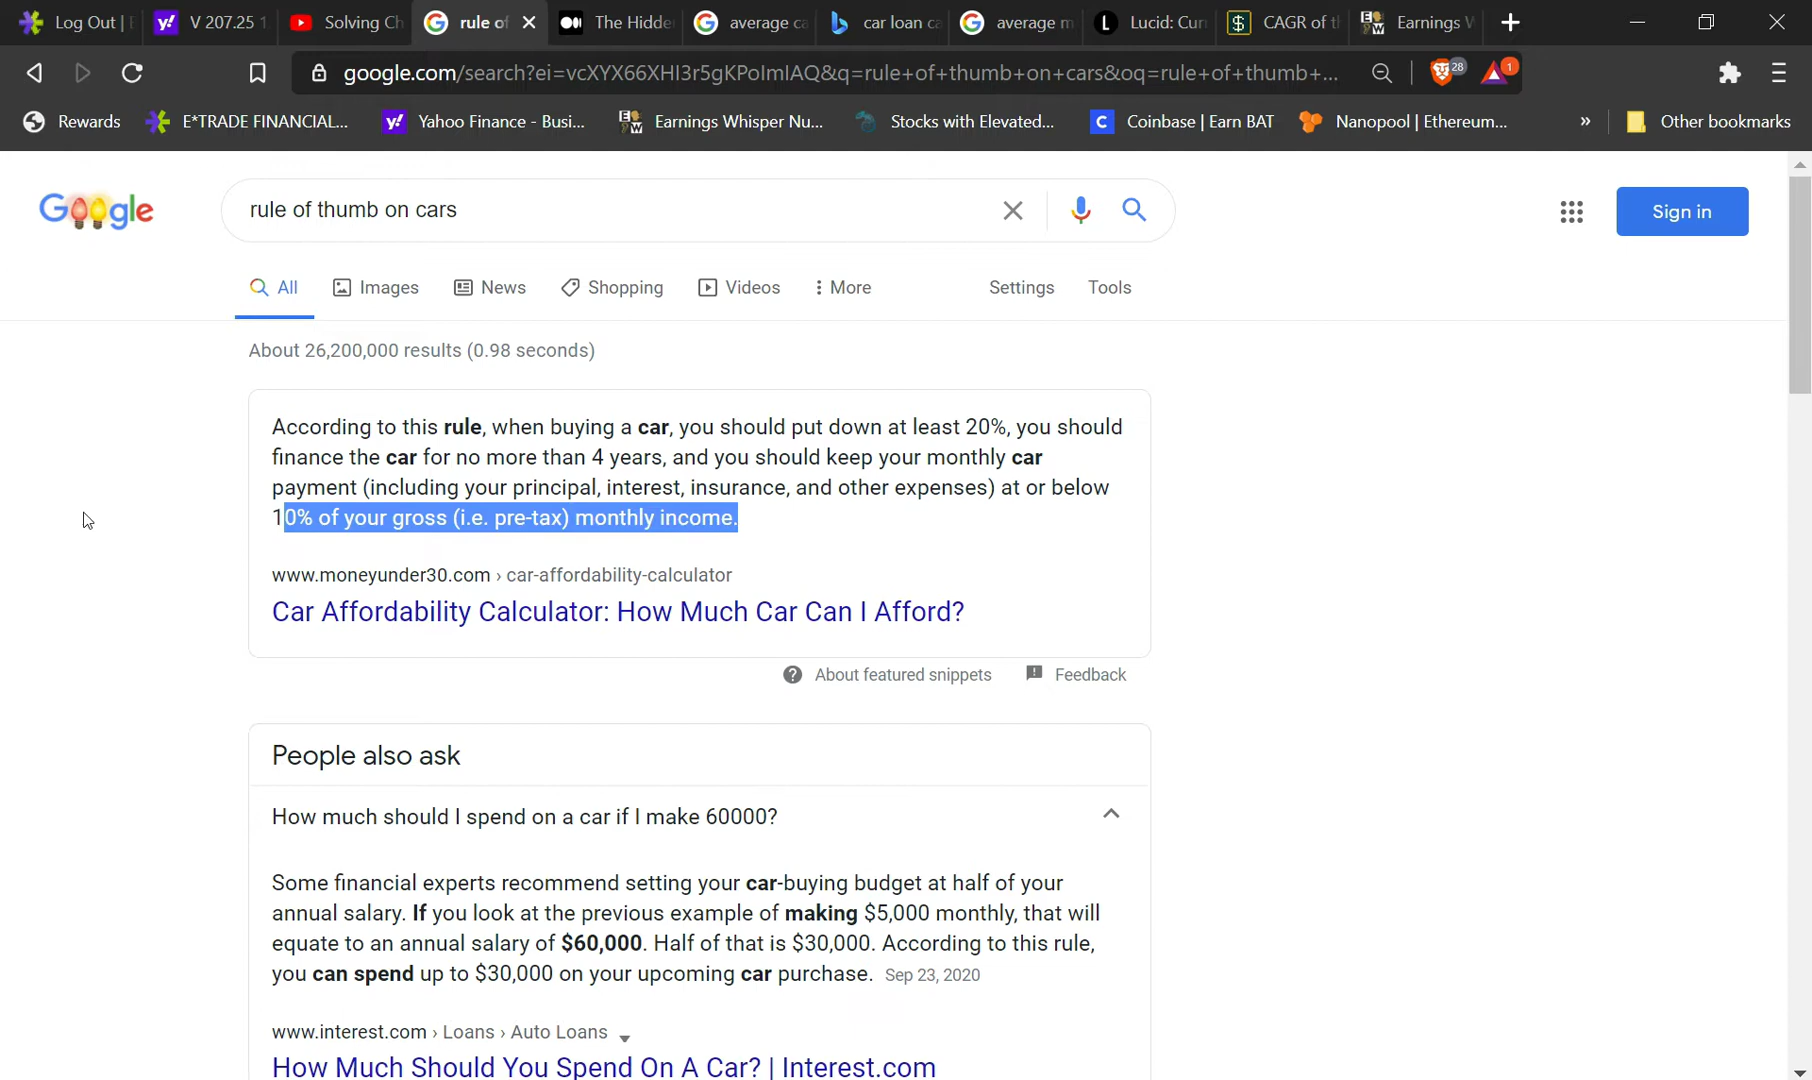 Log Out | E
V 207.25 1
Solving Ch
rule of
The Hidde
average ca
car loan ca
average m
Lucid: Cur
CAGR of th
Earnings W
google.com/search?ei=vcXYX66XHI3r5gKPoImIAQ&q=rule+of+thumb+on+cars&oq=rule+of+thumb+...
28
1
Rewards
E*TRADE FINANCIAL...
Yahoo Finance - Busi...
Earnings Whisper Nu...
Stocks with Elevated...
Coinbase | Earn BAT
Nanopool | Ethereum...
»
Other bookmarks
Google
rule of thumb on cars
Sign in
All
Images
News
Shopping
Videos
More
Settings
Tools
About 26,200,000 results (0.98 seconds)
According to this rule, when buying a car, you should put down at least 20%, you should
finance the car for no more than 4 years, and you should keep your monthly car
payment (including your principal, interest, insurance, and other expenses) at or below
10% of your gross (i.e. pre-tax) monthly income.
www.moneyunder30.com › car-affordability-calculator
Car Affordability Calculator: How Much Car Can I Afford?
About featured snippets
Feedback
People also ask
How much should I spend on a car if I make 60000?
Some financial experts recommend setting your car-buying budget at half of your
annual salary. If you look at the previous example of making $5,000 monthly, that will
equate to an annual salary of $60,000. Half of that is $30,000. According to this rule,
you can spend up to $30,000 on your upcoming car purchase. Sep 23, 2020
www.interest.com › Loans › Auto Loans
How Much Should You Spend On A Car? | Interest.com